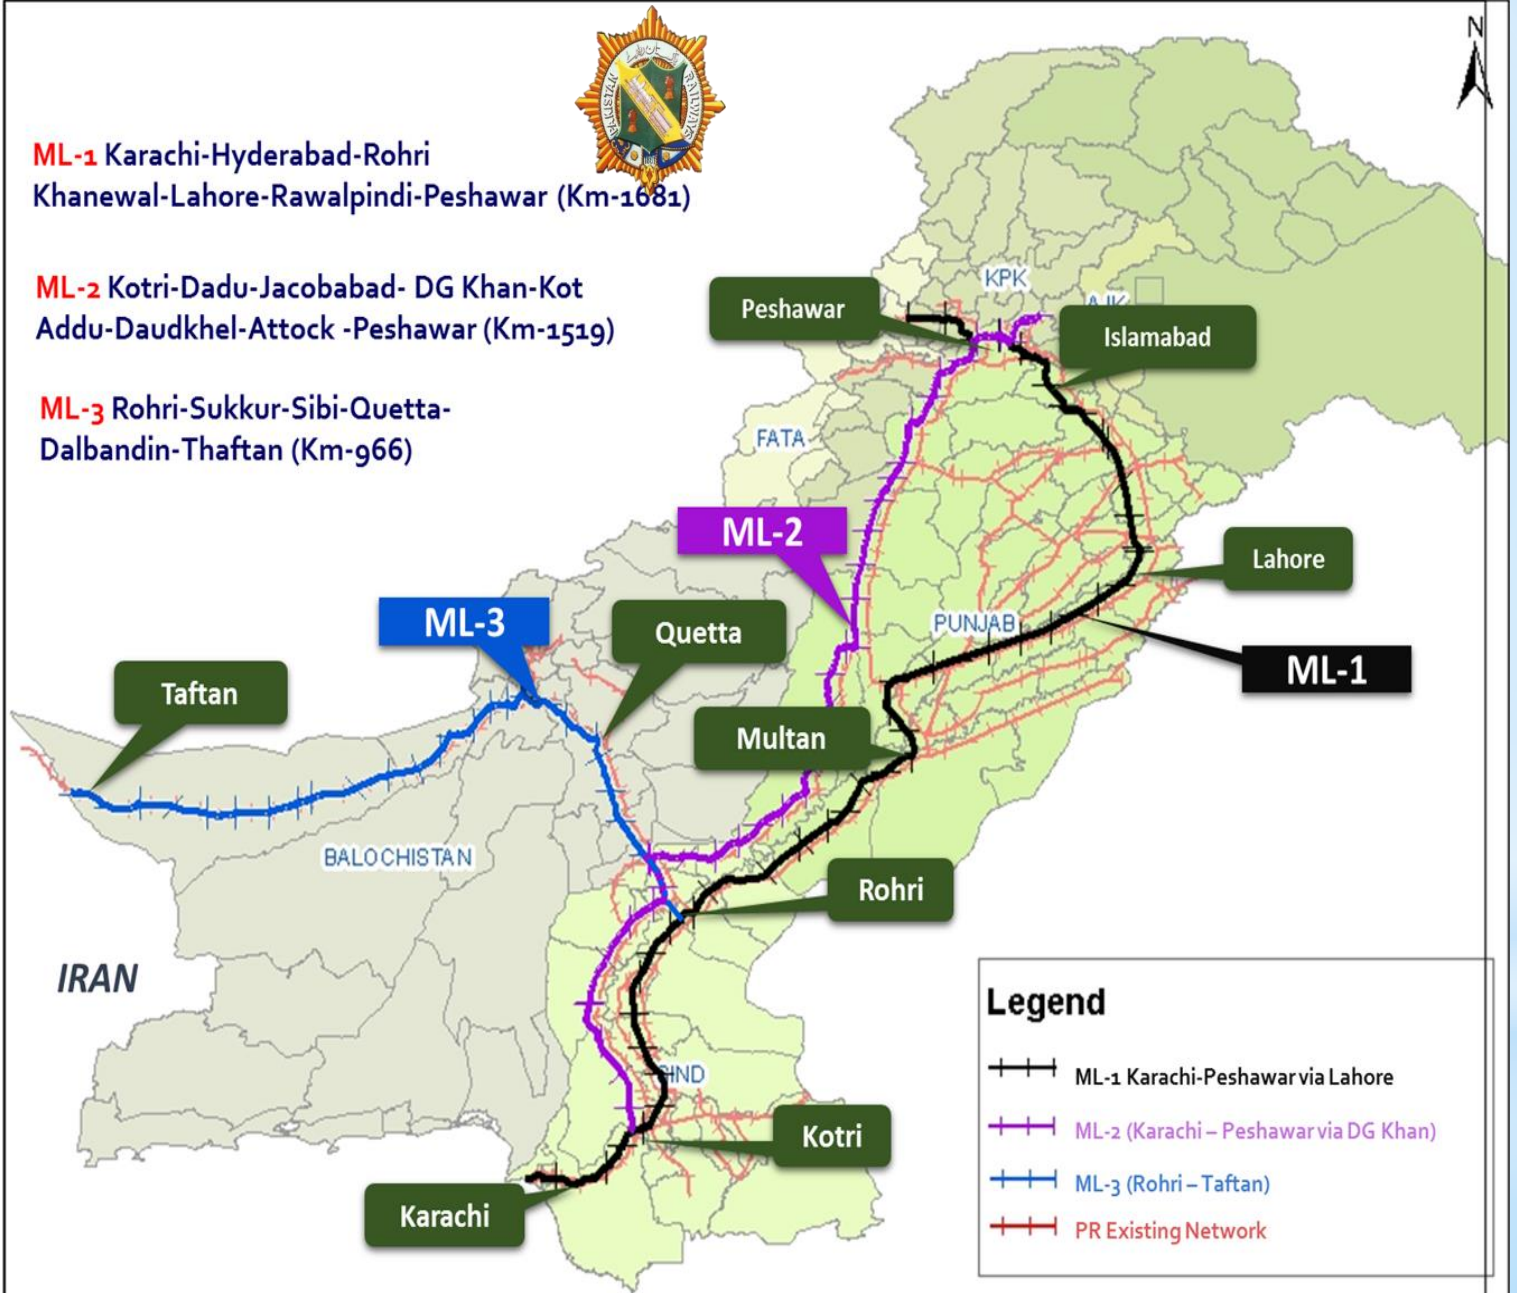 N
PAKISTAN RAILWAYS
ML-1 Karachi-Hyderabad-Rohri
Khanewal-Lahore-Rawalpindi-Peshawar (Km-1681)
ML-2 Kotri-Dadu-Jacobabad- DG Khan-Kot
Addu-Daudkhel-Attock -Peshawar (Km-1519)
ML-3 Rohri-Sukkur-Sibi-Quetta-
Dalbandin-Thaftan (Km-966)
KPK
AJK
Peshawar
Islamabad
FATA
ML-2
Lahore
ML-3
Quetta
PUNJAB
ML-1
Taftan
Multan
BALOCHISTAN
Rohri
IRAN
SIND
Kotri
Karachi
Legend
ML-1 Karachi-Peshawar via Lahore
ML-2 (Karachi – Peshawar via DG Khan)
ML-3 (Rohri – Taftan)
PR Existing Network